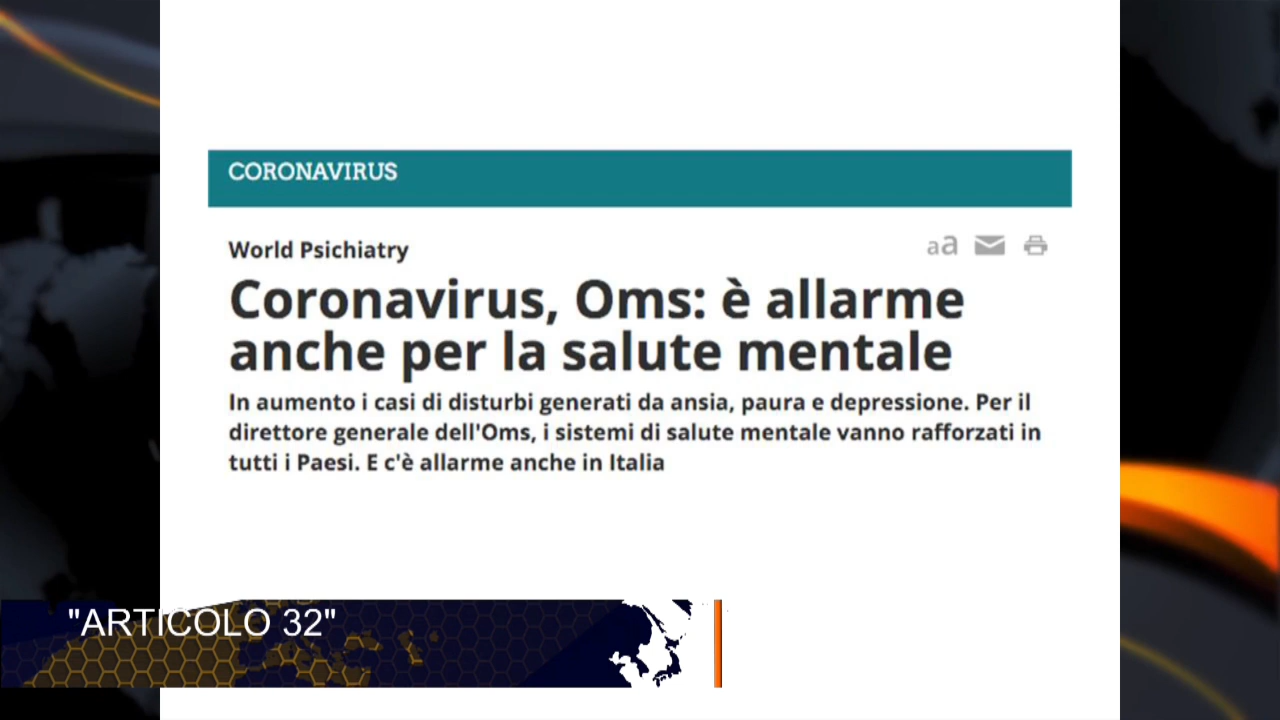 CORONAVIRUS
World Psichiatry
aa
Coronavirus, Oms: è allarme
anche per la salute mentale
In aumento i casi di disturbi generati da ansia, paura e depressione. Per il
direttore generale dell'Oms, i sistemi di salute mentale vanno rafforzati in
tutti i Paesi. E c'è allarme anche in Italia
"ARTICOLO 32"